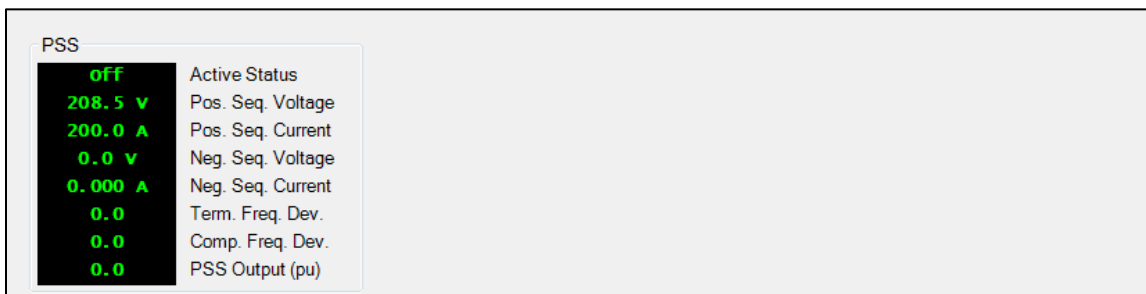 PSS
off Active Status
208.5 V Pos. Seq. Voltage
200.0 A Pos. Seq. Current
0.0 V Neg. Seq. Voltage
0.000 A Neg. Seq. Current
0.0 Term. Freq. Dev.
0.0 Comp. Freq. Dev.
0.0 PSS Output (pu)